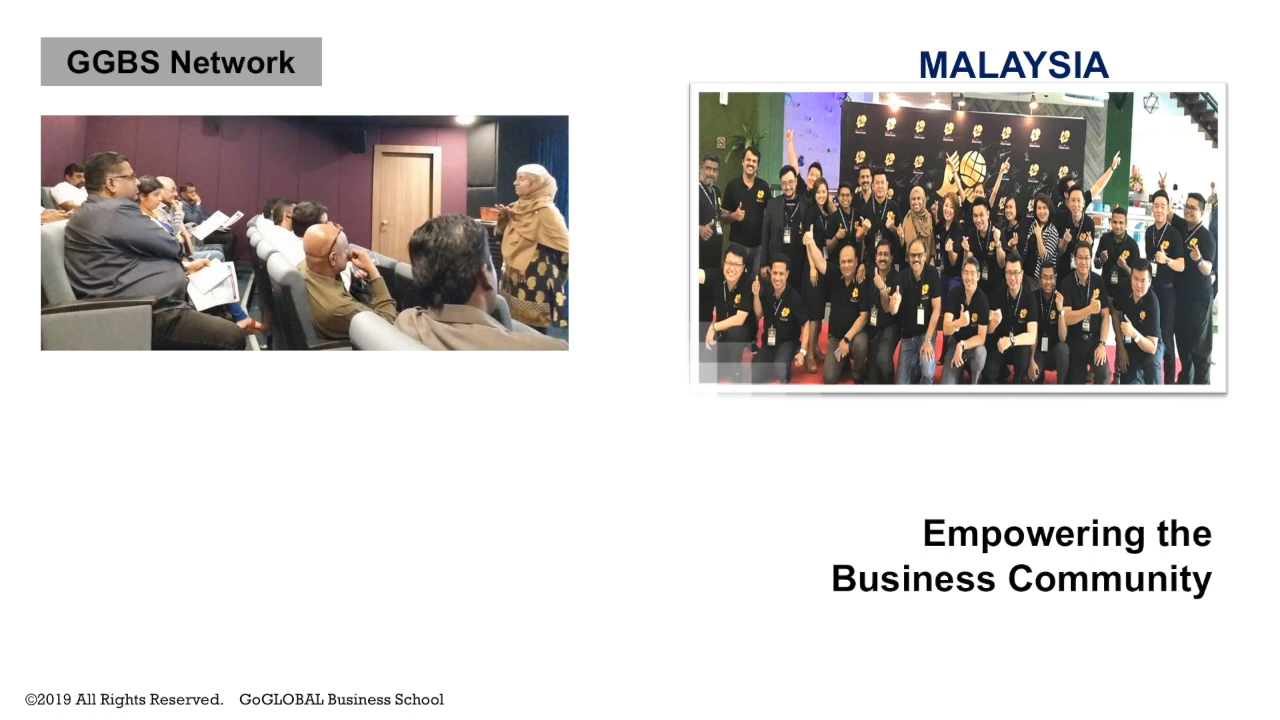 GGBS Network
MALAYSIA
Empowering the
Business Community
©2019 All Rights Reserved. GoGLOBAL Business School